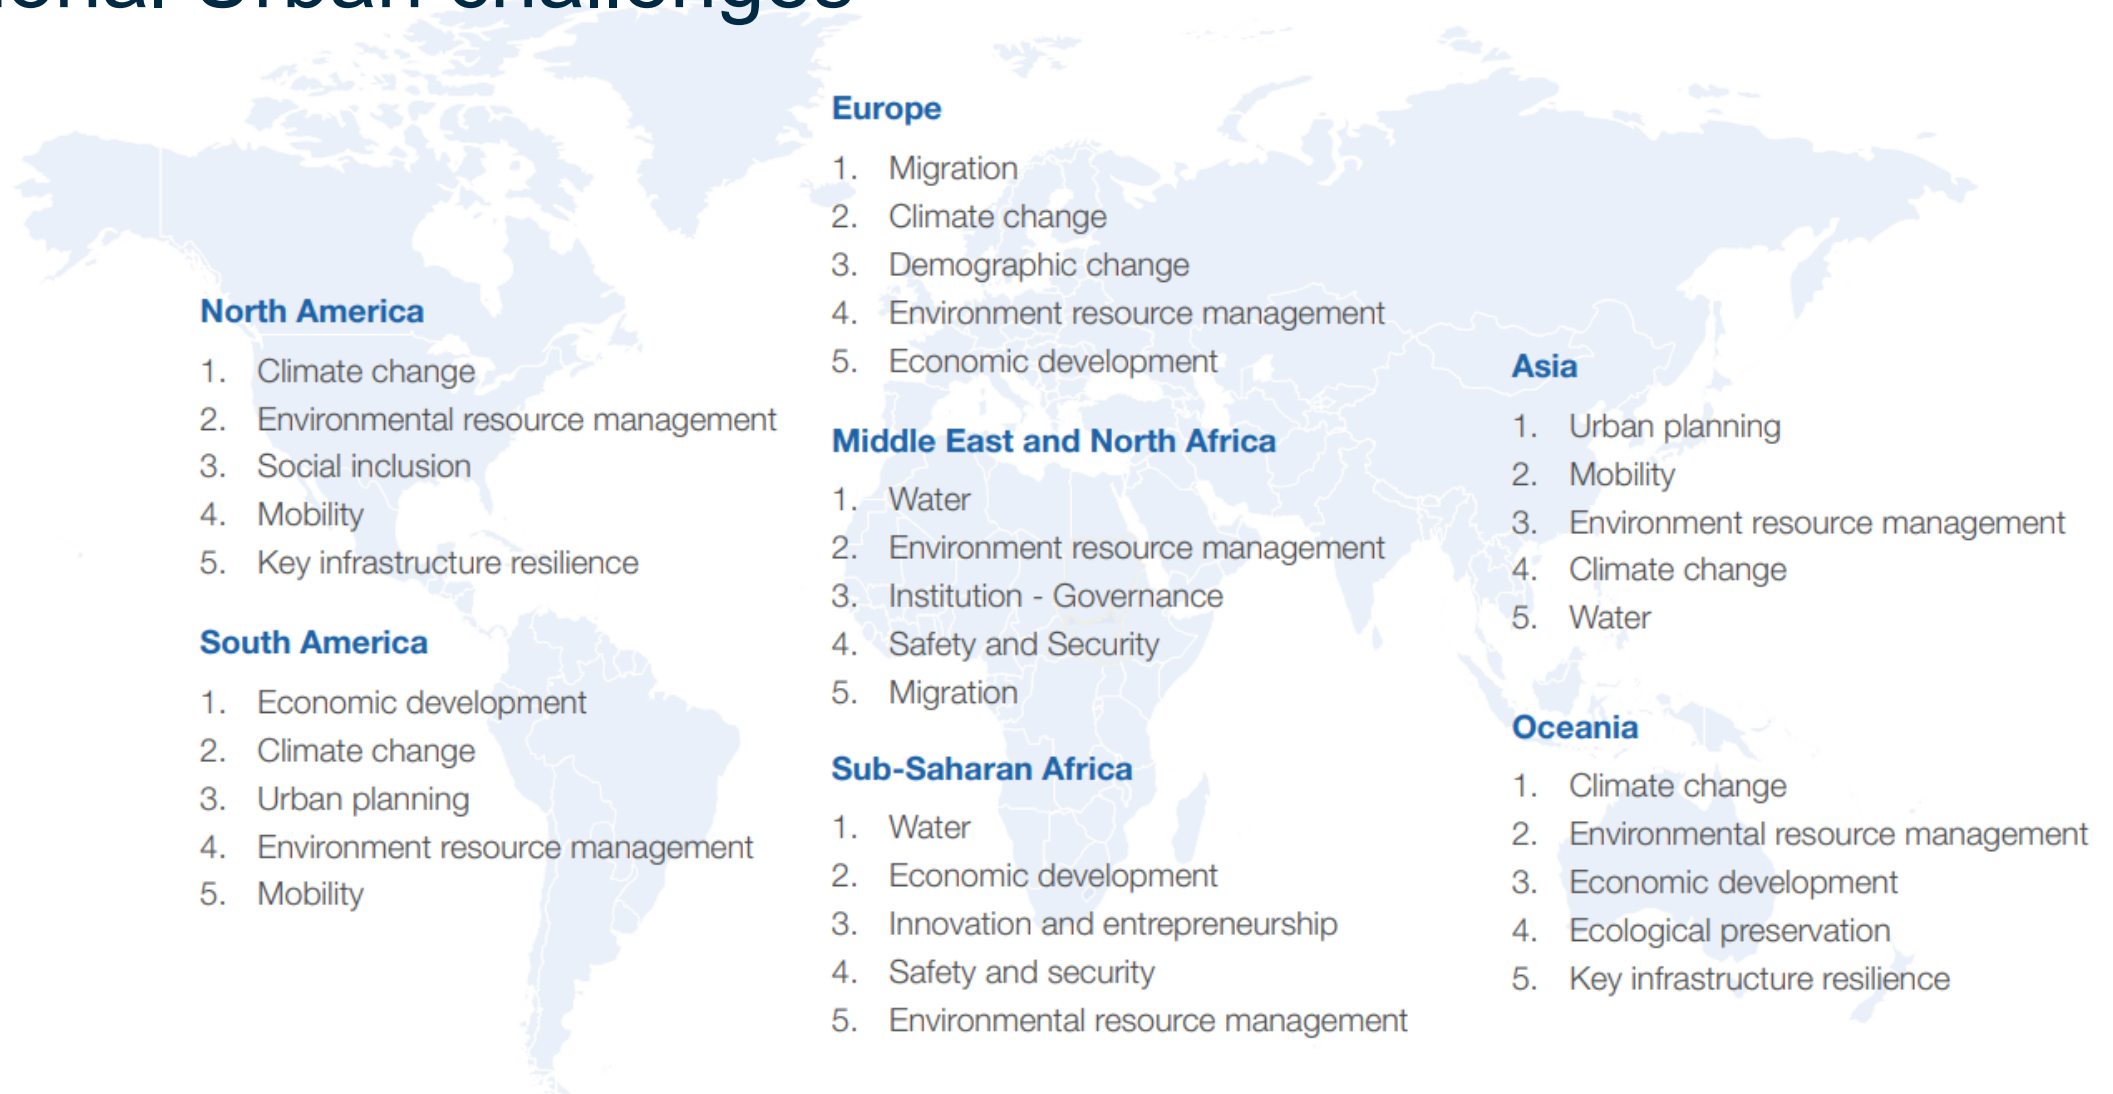 Urban challenges
Europe
1. Migration
2. Climate change
3. Demographic change
4. Environment resource management
5. Economic development
North America
1. Climate change
2. Environmental resource management
3. Social inclusion
4. Mobility
5. Key infrastructure resilience
Asia
1. Urban planning
2. Mobility
3. Environment resource management
4. Climate change
5. Water
Middle East and North Africa
1. Water
2. Environment resource management
3. Institution - Governance
4. Safety and Security
5. Migration
South America
1. Economic development
2. Climate change
3. Urban planning
4. Environment resource management
5. Mobility
Oceania
1. Climate change
2. Environmental resource management
3. Economic development
4. Ecological preservation
5. Key infrastructure resilience
Sub-Saharan Africa
1. Water
2. Economic development
3. Innovation and entrepreneurship
4. Safety and security
5. Environmental resource management